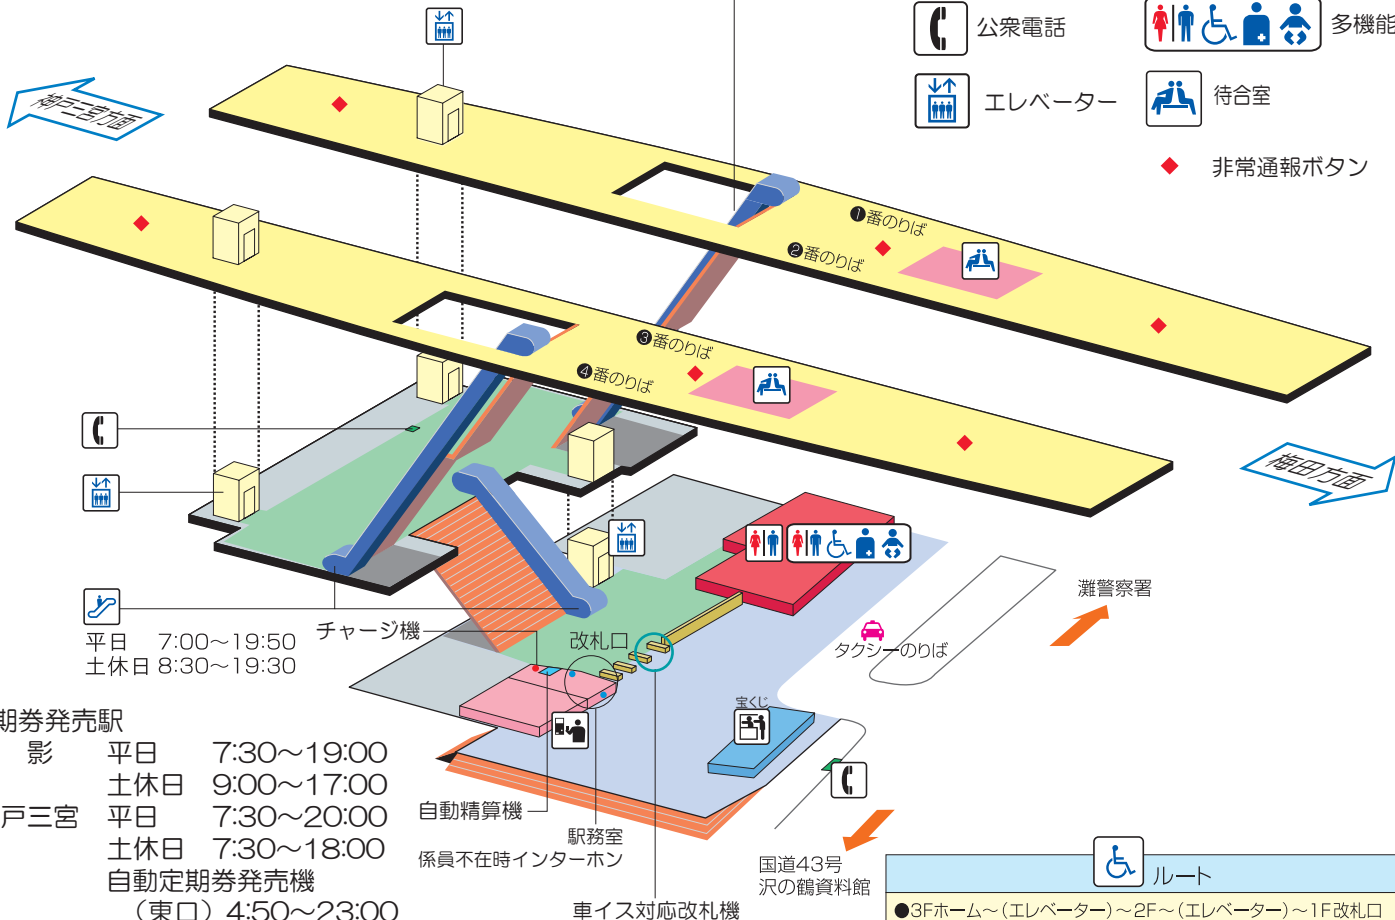 公衆電話
多機能
エレベーター
待合室
非常通報ボタン
神戸三宮方面
❶番のりば
❷番のりば
❸番のりば
❹番のりば
梅田方面
平日 7:00〜19:50
土休日 8:30〜19:30
チャージ機
改札口
灘警察署
タクシーのりば
宝くじ
期券発売駅
影 平日 7:30〜19:00
土休日 9:00〜17:00
戸三宮 平日 7:30〜20:00
土休日 7:30〜18:00
自動定期券発売機
（東口）4:50〜23:00
自動精算機
駅務室
係員不在時インターホン
車イス対応改札機
国道43号
沢の鶴資料館
ルート
●3Fホーム〜(エレベーター)〜2F〜(エレベーター)〜1F改札口